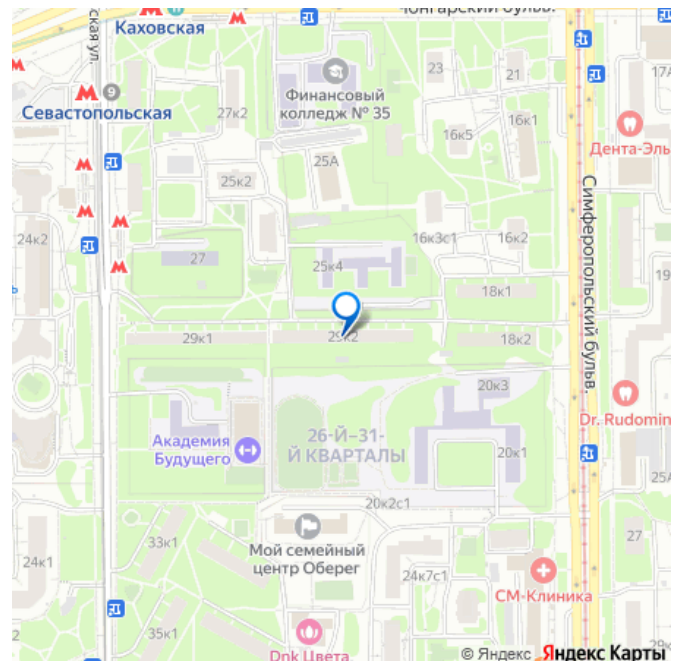 Чонгарский бульв.
Каховская
ская ул.
9
Севастопольская
Финансовый
колледж № 35
23
21
17А
16к1
16к5
Дента-Эль
27к2
25А
25к2
24к2
16к3с1
16к2
Симферопольский бульв.
27
25к4
19
18к1
29к1
29к2
18к2
20к3
Dr. Rudomin
Академия
Будущего
26-Й–31-
Й КВАРТАЛЫ
20к1
25А
20к2с1
33к1
Мой семейный
центр Оберег
27
24к1
24к7с1
СМ-Клиника
35к1
Dnk Цвета
29к
© Яндекс Яндекс Карты